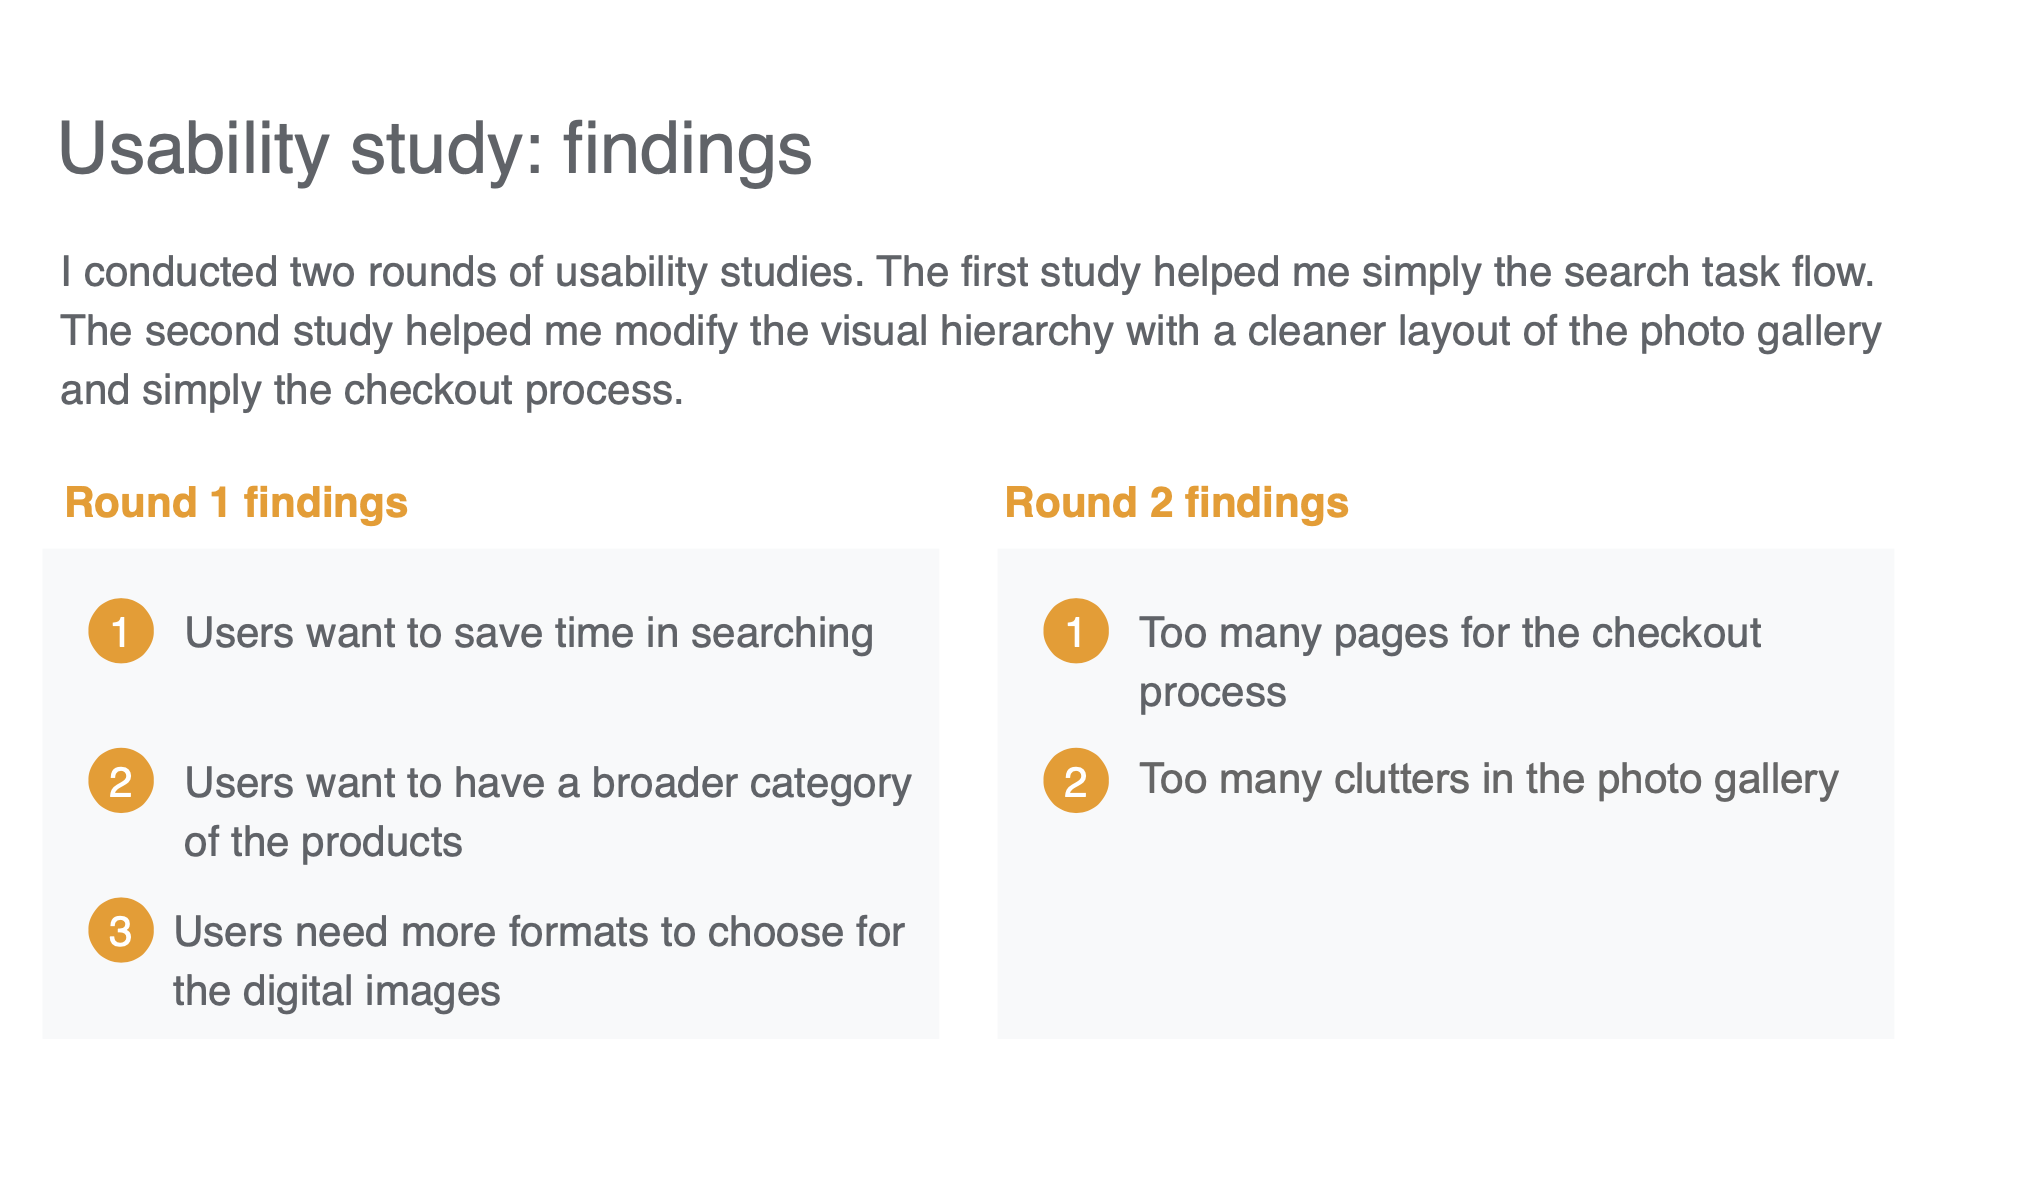 Usability study: findings
I conducted two rounds of usability studies. The first study helped me simply the search task flow.
The second study helped me modify the visual hierarchy with a cleaner layout of the photo gallery
and simply the checkout process.
Round 1 findings
1 Users want to save time in searching
2 Users want to have a broader category
of the products
3 Users need more formats to choose for
the digital images
Round 2 findings
1 Too many pages for the checkout
process
2 Too many clutters in the photo gallery